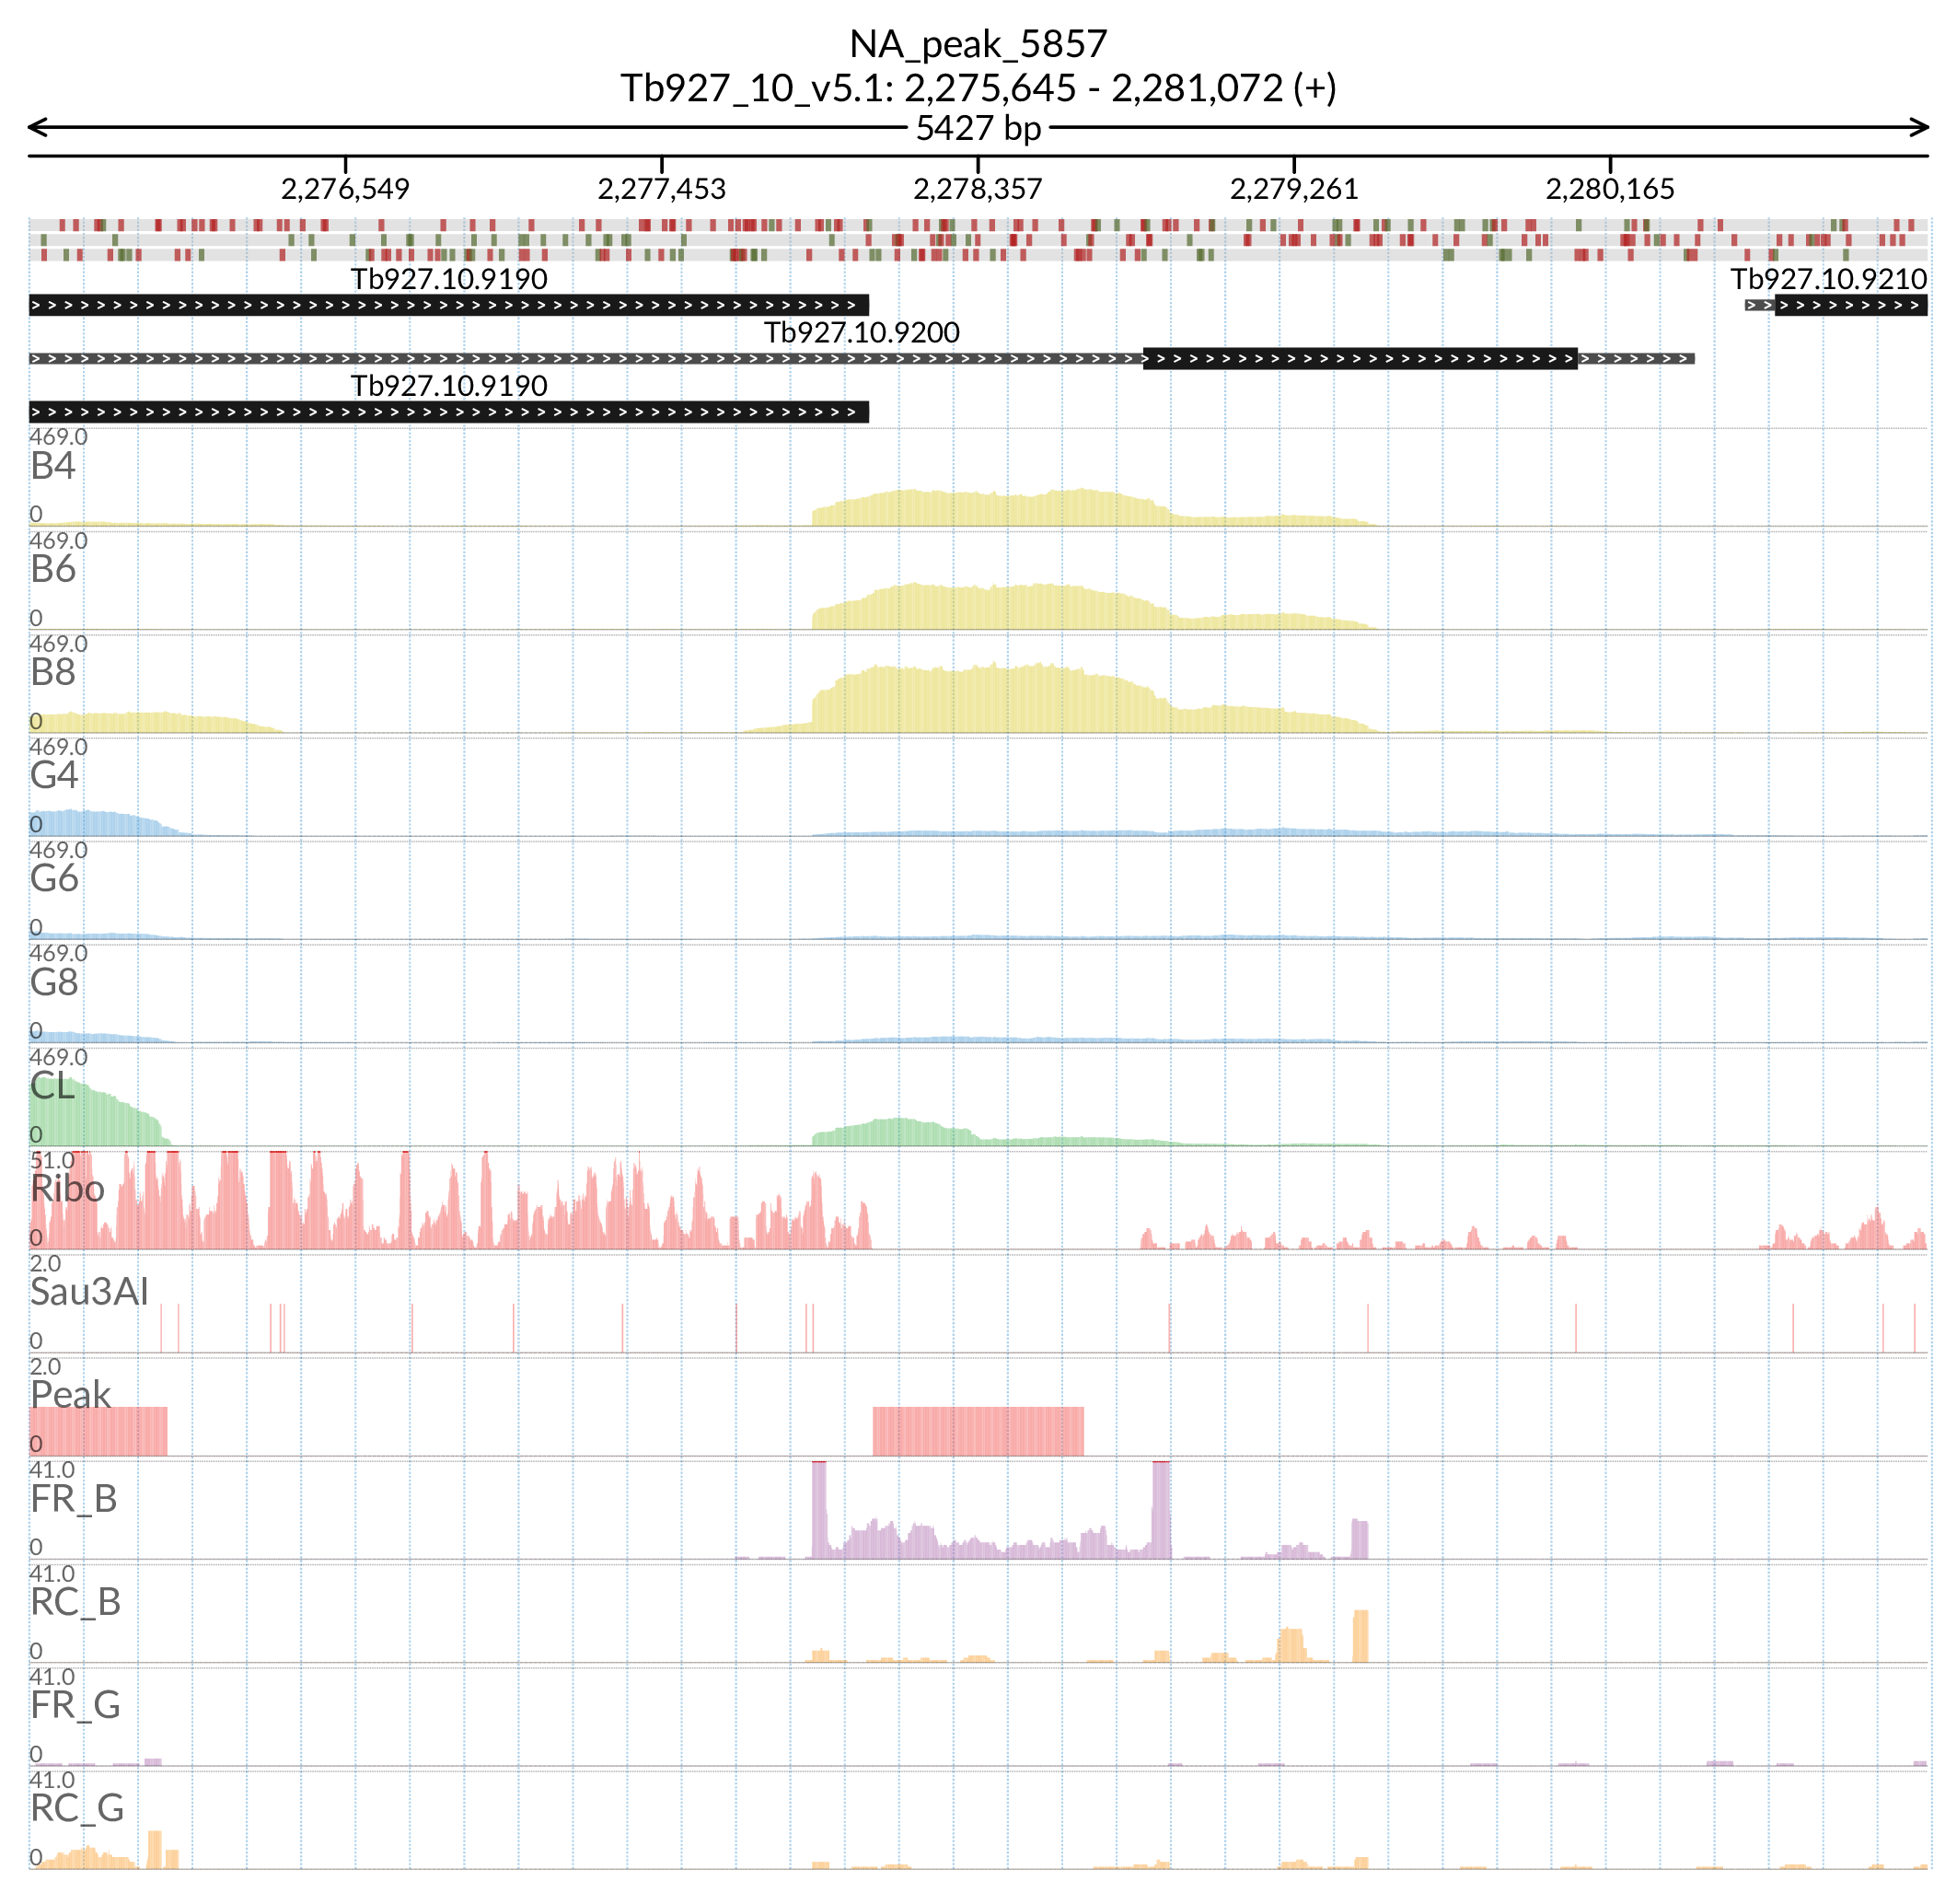 NA_peak_5857
Tb927_10_v5.1: 2,275,645 - 2,281,072 (+)
5427 bp
2,276,549 2,277,453 2,278,357 2,279,261 2,280,165
Tb927.10.9190 Tb927.10.9210
Tb927.10.9200
Tb927.10.9190
469.0
B4
0
469.0
B6
0
469.0
B8
0
469.0
G4
0
469.0
G6
0
469.0
G8
0
469.0
CL
0
51.0
Ribo
0
2.0
Sau3AI
0
2.0
Peak
0
41.0
FR_B
0
41.0
RC_B
0
41.0
FR_G
0
41.0
RC_G
0